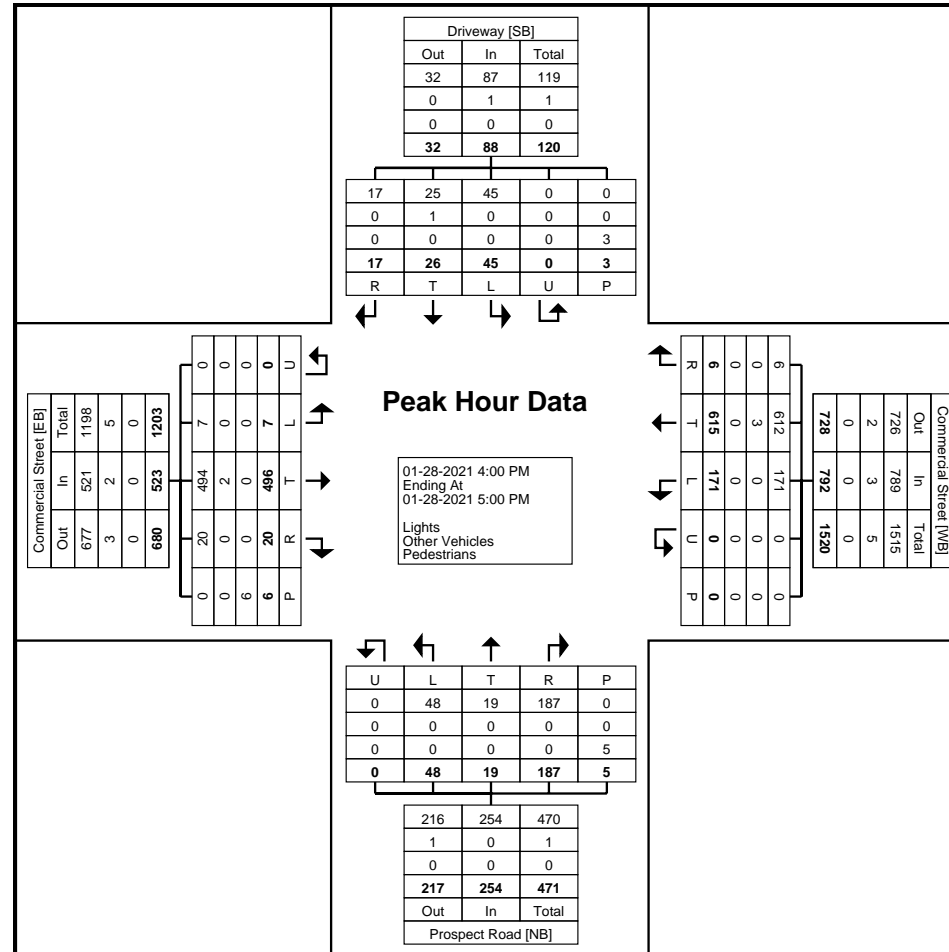 Driveway [SB]
Out In Total
32 87 119
0 1 1
0 0 0
32 88 120
17 25 45 0 0
0 1 0 0 0
0 0 0 0 3
17 26 45 0 3
R T L U P
Commercial Street [EB]
Total In Out
1198 521 677
5 2 3
0 0 0
1203 523 680
0 7 494 20 0
0 0 2 0 0
0 0 0 0 6
0 7 496 20 6
U L T R P
Peak Hour Data
01-28-2021 4:00 PM
Ending At
01-28-2021 5:00 PM
Lights
Other Vehicles
Pedestrians
Commercial Street [WB]
Out In Total
726 789 1515
2 3 5
0 0 0
728 792 1520
6 612 171 0 0
0 3 0 0 0
0 0 0 0 0
6 615 171 0 0
R T L U P
U L T R P
0 48 19 187 0
0 0 0 0 0
0 0 0 0 5
0 48 19 187 5
216 254 470
1 0 1
0 0 0
217 254 471
Out In Total
Prospect Road [NB]